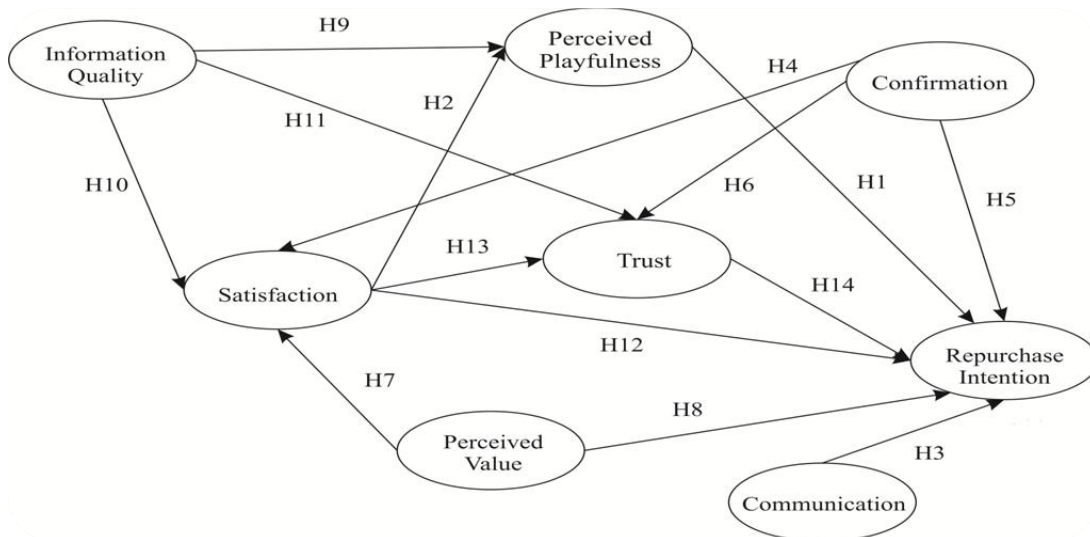 H9
Information
Quality
Perceived
Playfulness
H4
Confirmation
H2
H11
H10
H6
H1
H5
H13
Trust
Satisfaction
H14
H12
Repurchase
Intention
H7
H8
Perceived
Value
H3
Communication